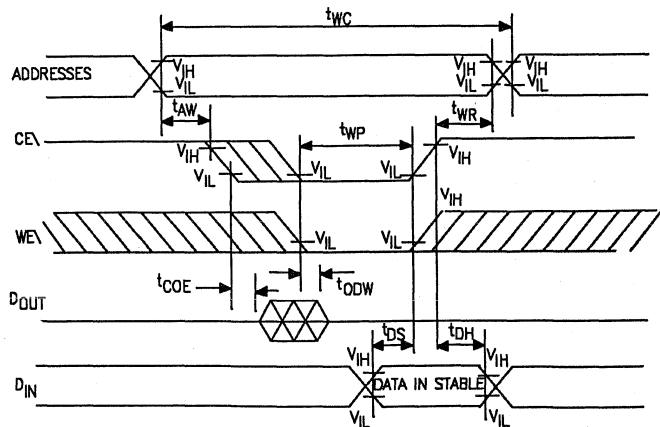 tWC
ADDRESSES
VIH
VIL
VIH
VIL
VIH
VIL
tAW
tWR
CE\
VIH
VIL
tWP
VIL
VIL
VIH
VIH
WE\
VIL
VIL
tCOE
tODW
DOUT
tDS
tDH
VIH
VIH
DIN
DATA IN STABLE
VIL
VIL